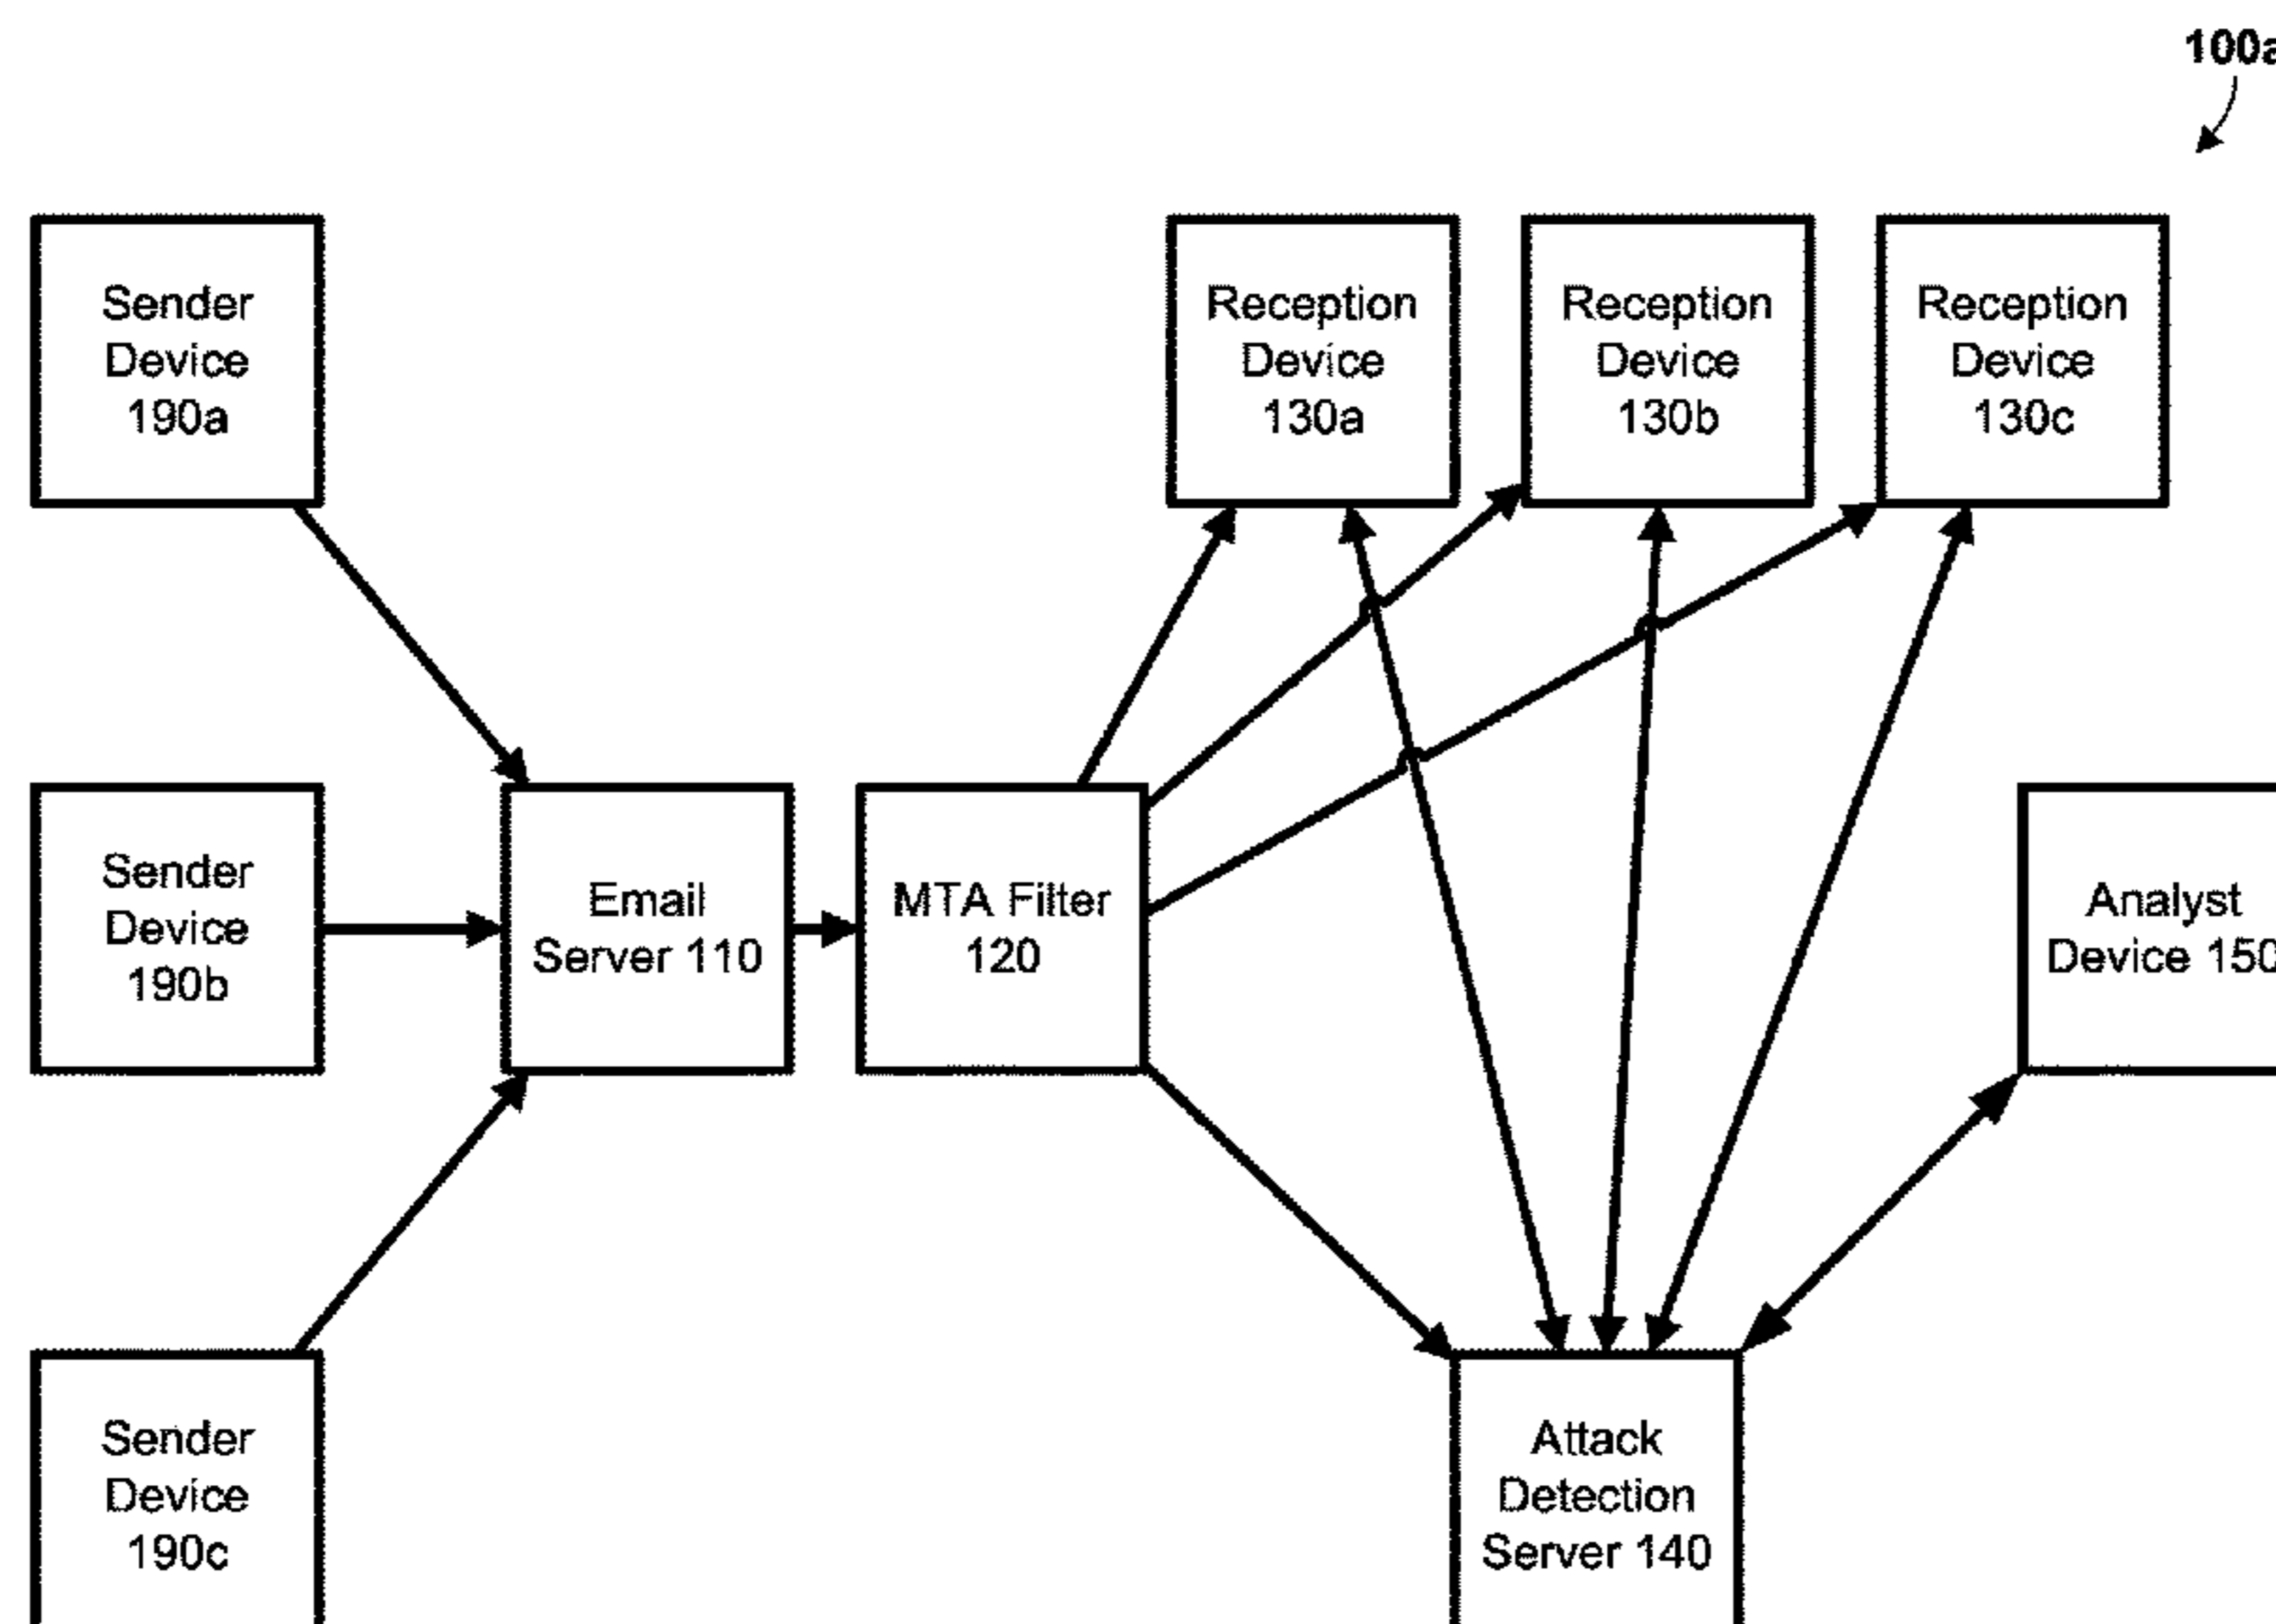 100a
Sender
Device
190a
Reception
Device
130a
Reception
Device
130b
Reception
Device
130c
Sender
Device
190b
Email
Server 110
MTA Filter
120
Analyst
Device 150
Sender
Device
190c
Attack
Detection
Server 140